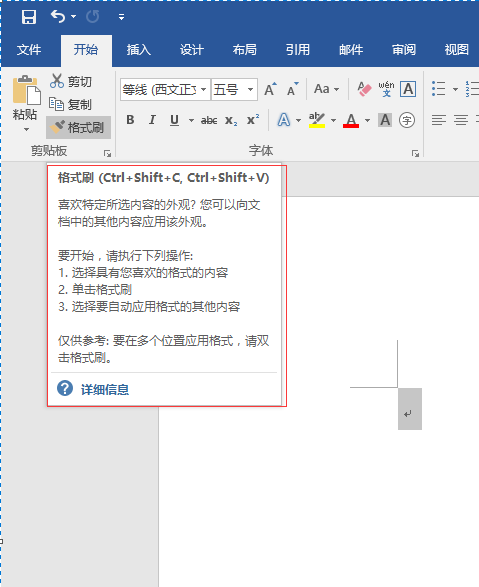 文件 开始 插入 设计 布局 引用 邮件 审阅 视图
剪切
复制
粘贴
格式刷
剪贴板
等线 (西文正文 五号 A A Aa wén 文 A
B I U abc x₂ x² A ab A A 字
字体
格式刷 (Ctrl+Shift+C, Ctrl+Shift+V)
喜欢特定所选内容的外观? 您可以向文
档中的其他内容应用该外观。
要开始，请执行下列操作:
1. 选择具有您喜欢的格式的内容
2. 单击格式刷
3. 选择要自动应用格式的其他内容
仅供参考: 要在多个位置应用格式，请双
击格式刷。
详细信息